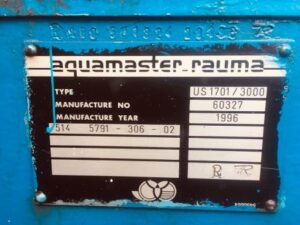 aquamaster-rauma
TYPE US 1701 / 3000
MANUFACTURE NO 60327
MANUFACTURE YEAR 1996
514 5791 - 306 - 02